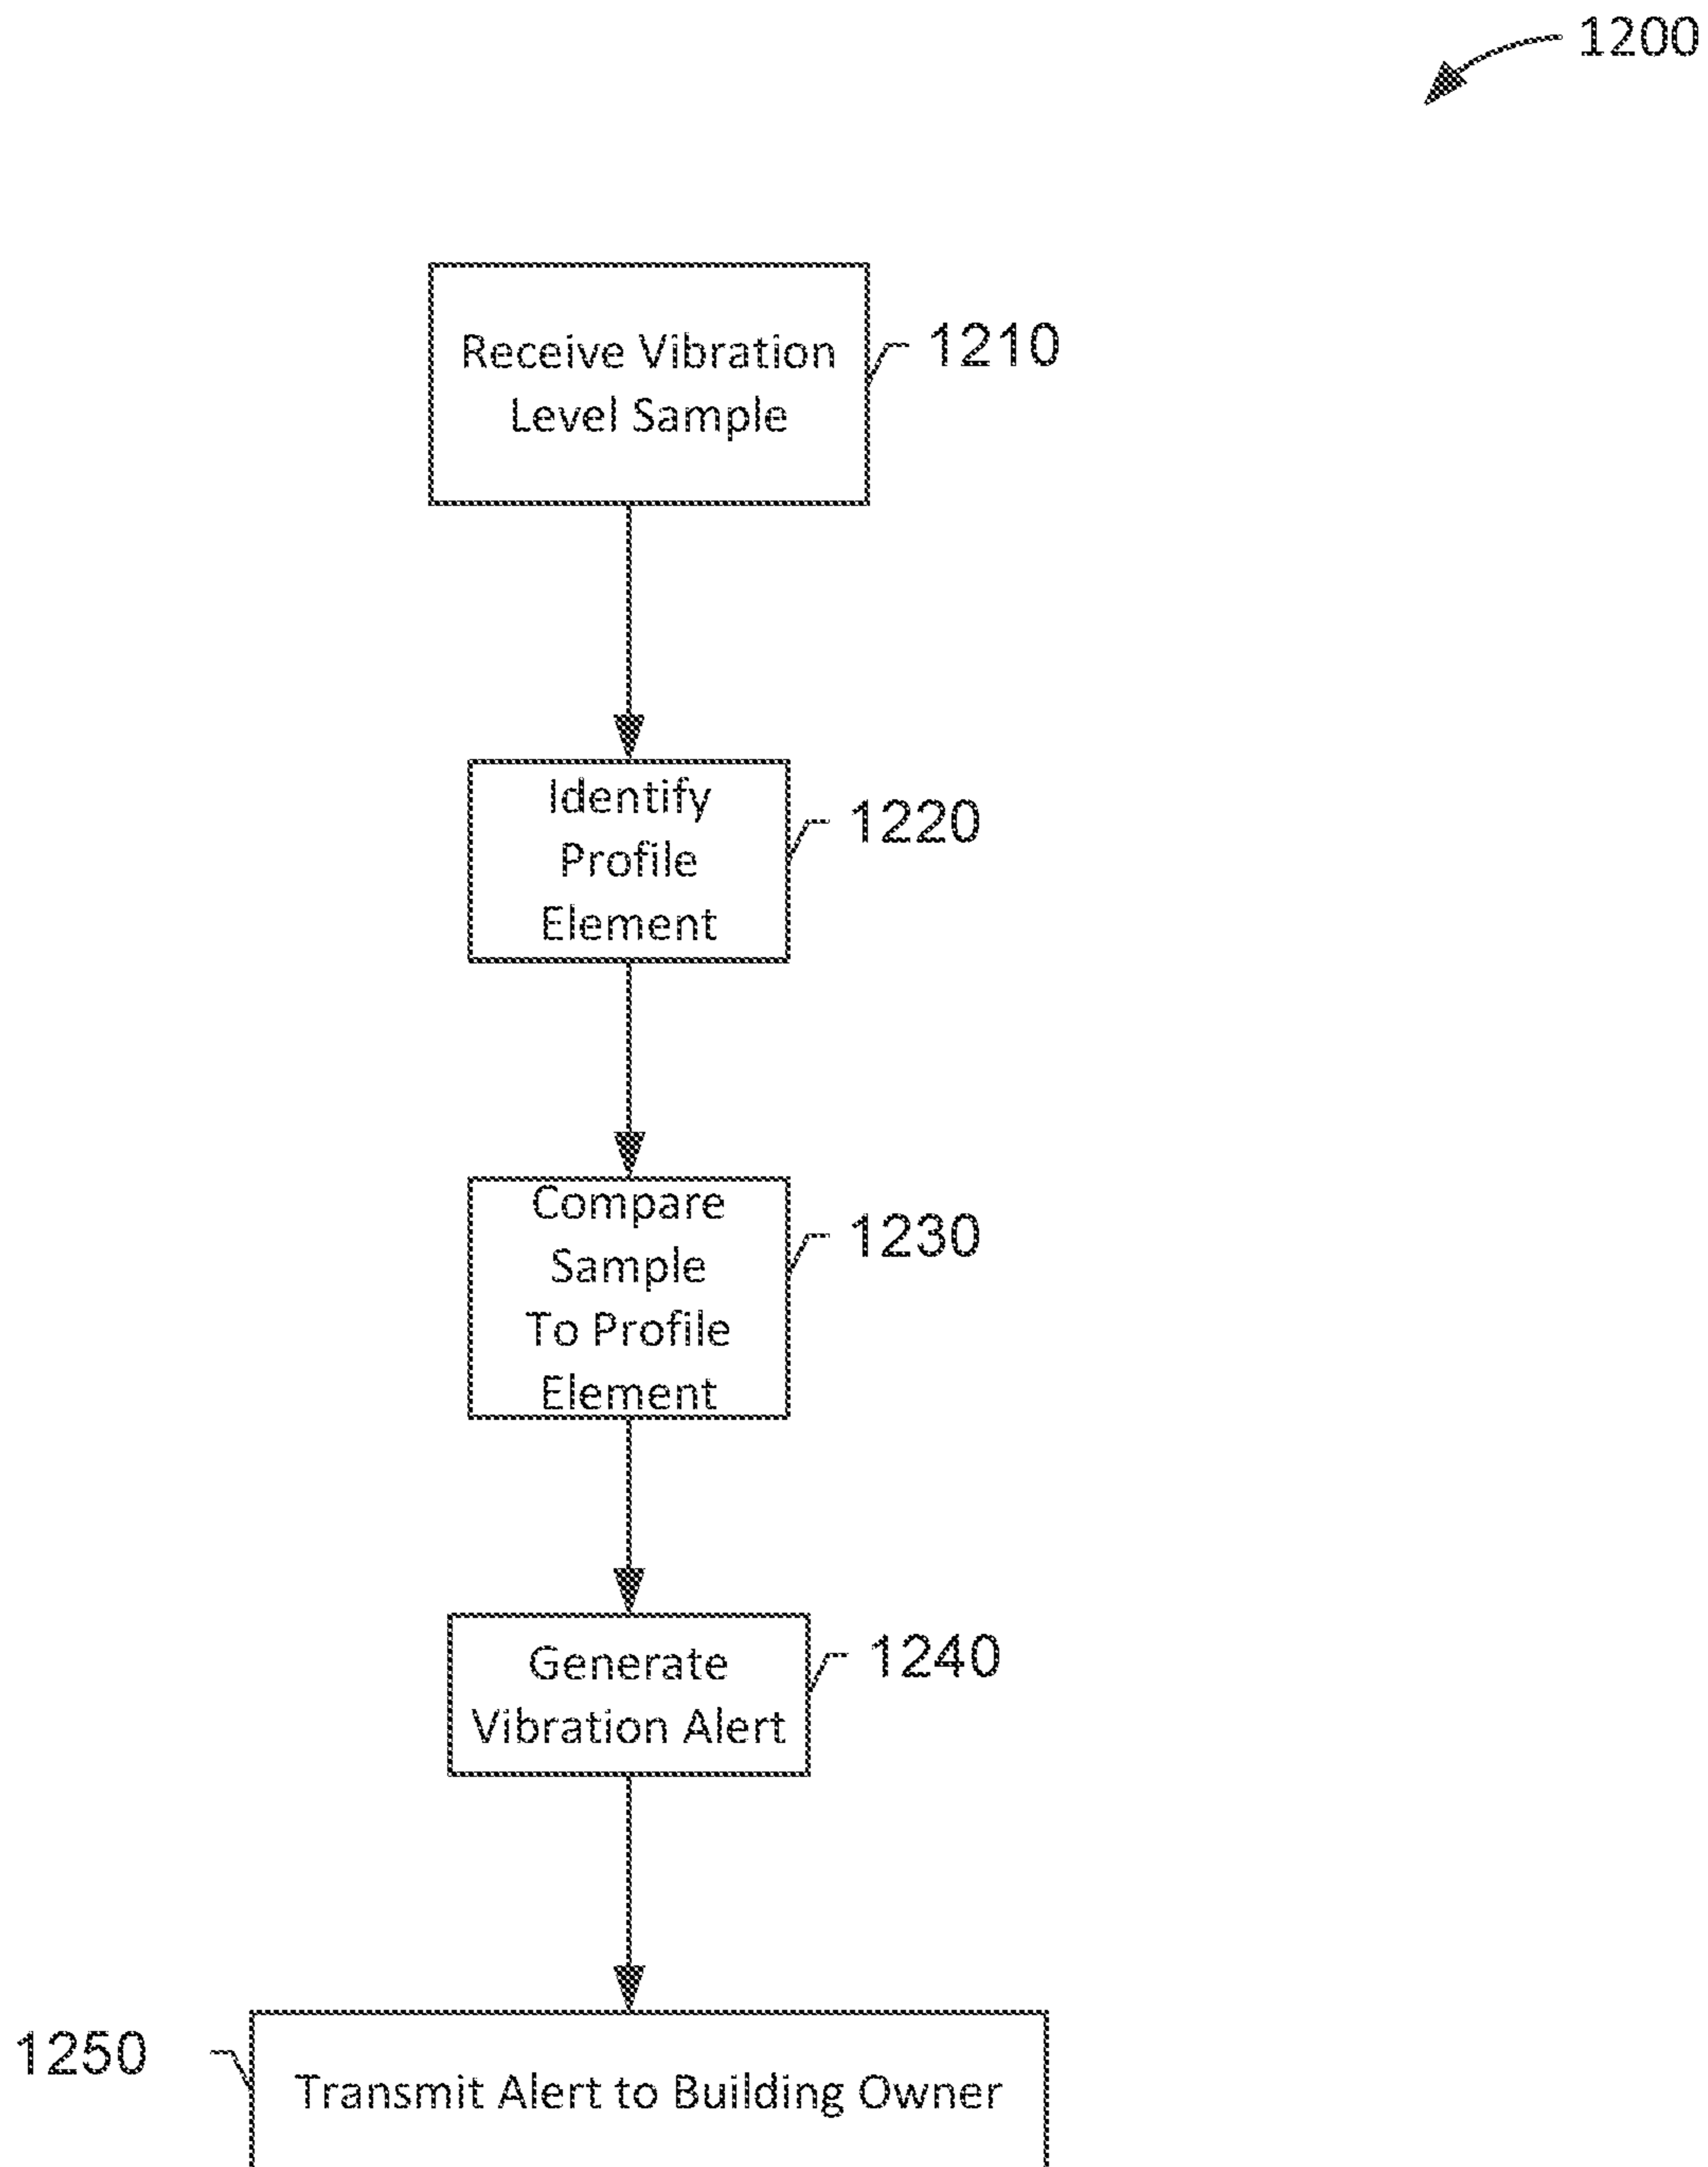 1200
Receive Vibration
Level Sample
1210
Identify
Profile
Element
1220
Compare
Sample
To Profile
Element
1230
Generate
Vibration Alert
1240
1250
Transmit Alert to Building Owner